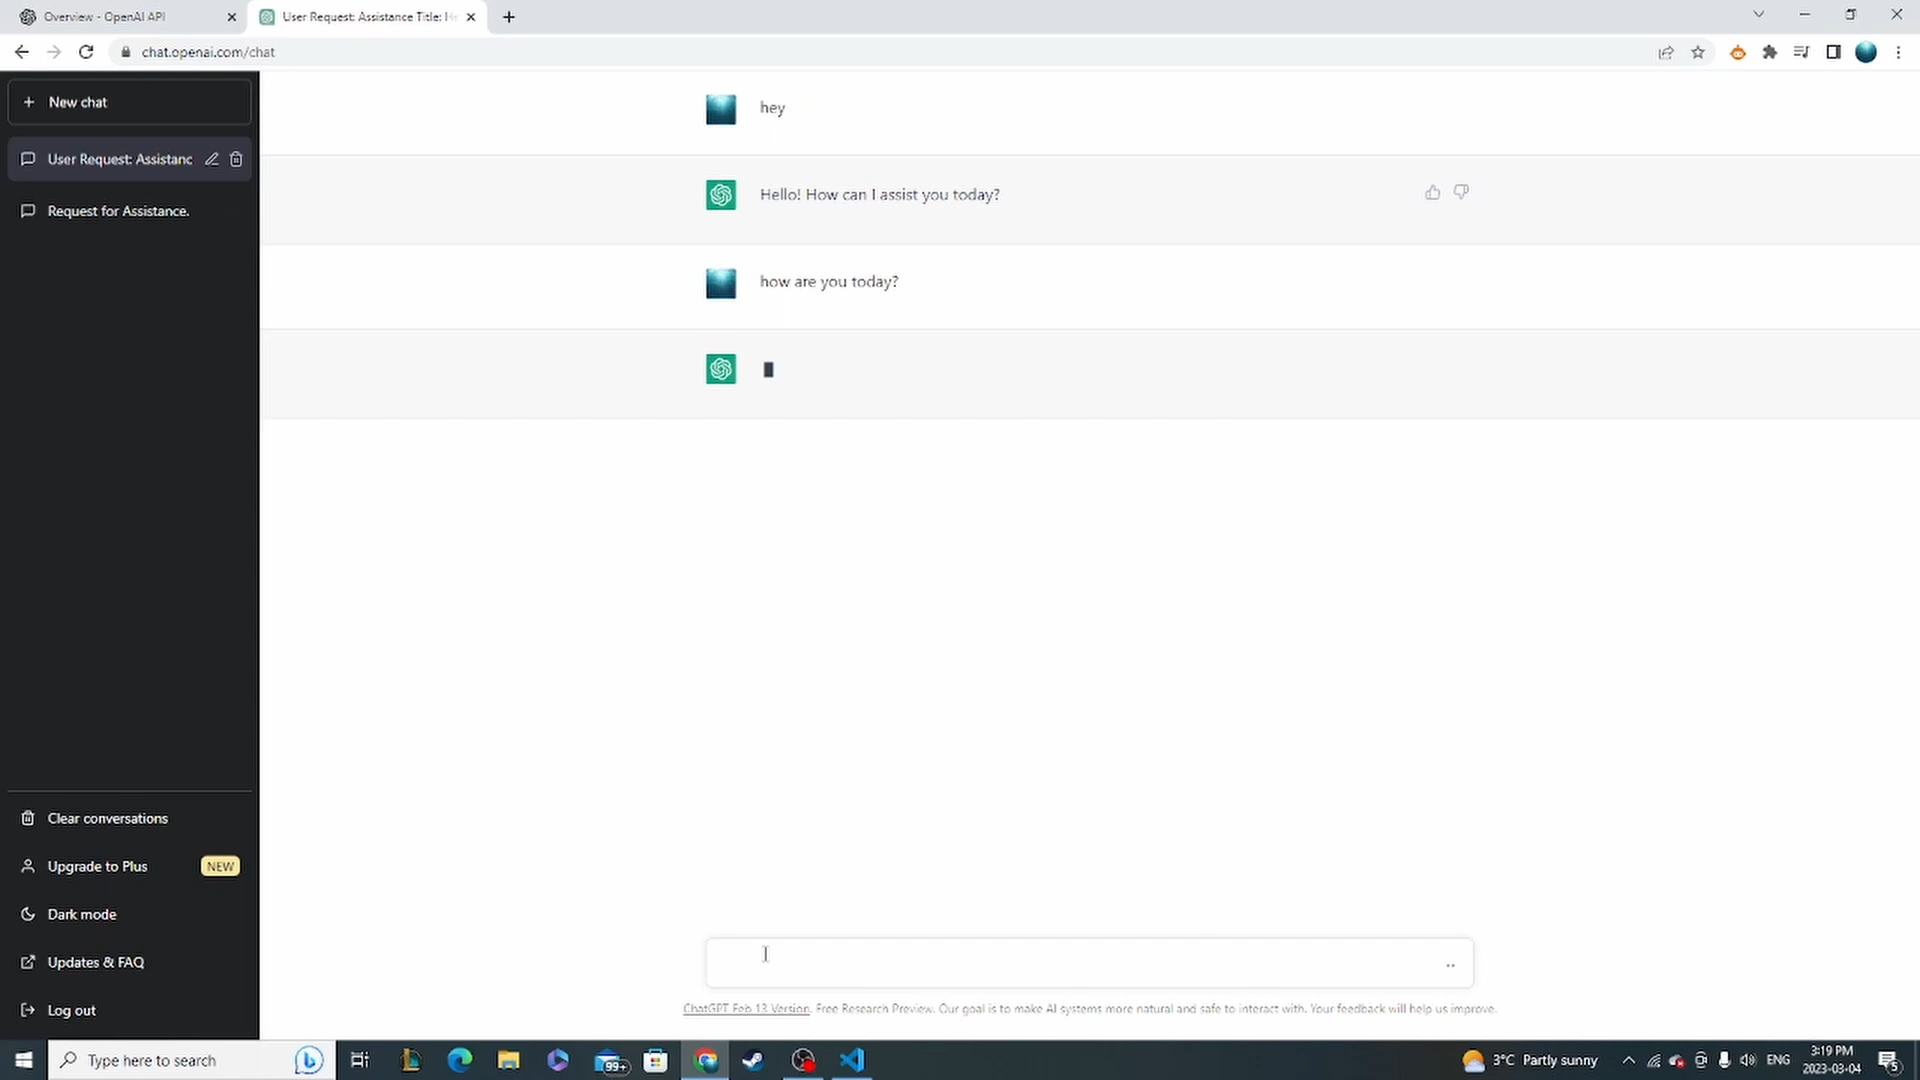 Overview - OpenAI API
User Request: Assistance Title: He
chat.openai.com/chat
New chat
User Request: Assistanc
Request for Assistance.
hey
Hello! How can I assist you today?
how are you today?
Clear conversations
Upgrade to Plus NEW
Dark mode
Updates & FAQ
Log out
ChatGPT Feb 13 Version. Free Research Preview. Our goal is to make AI systems more natural and safe to interact with. Your feedback will help us improve.
Type here to search
99+
3°C Partly sunny
ENG
3:19 PM
2023-03-04
5